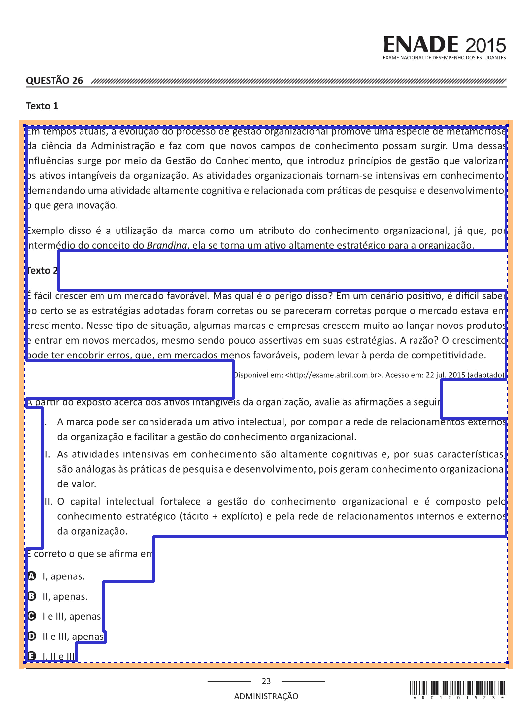 ENADE 2015
EXAME NACIONAL DE DESEMPENHO DOS ESTUDANTES
QUESTÃO 26
Texto 1
Em tempos atuais, a evolução do processo de gestão organizacional promove uma espécie de metamorfose
da ciência da Administração e faz com que novos campos de conhecimento possam surgir. Uma dessas
influências surge por meio da Gestão do Conhecimento, que introduz princípios de gestão que valorizam
os ativos intangíveis da organização. As atividades organizacionais tornam-se intensivas em conhecimento
demandando uma atividade altamente cognitiva e relacionada com práticas de pesquisa e desenvolvimento
o que gera inovação.
Exemplo disso é a utilização da marca como um atributo do conhecimento organizacional, já que, por
intermédio do conceito do Branding, ela se torna um ativo altamente estratégico para a organização.
Texto 2
É fácil crescer em um mercado favorável. Mas qual é o perigo disso? Em um cenário positivo, é difícil saber
ao certo se as estratégias adotadas foram corretas ou se pareceram corretas porque o mercado estava em
crescimento. Nesse tipo de situação, algumas marcas e empresas crescem muito ao lançar novos produtos
e entrar em novos mercados, mesmo sendo pouco assertivas em suas estratégias. A razão? O crescimento
pode ter encobrir erros, que, em mercados menos favoráveis, podem levar à perda de competitividade.
Disponível em: <http://exame.abril.com.br>. Acesso em: 22 jul. 2015 (adaptado)
A partir do exposto acerca dos ativos intangíveis da organização, avalie as afirmações a seguir
I. A marca pode ser considerada um ativo intelectual, por compor a rede de relacionamentos externos
da organização e facilitar a gestão do conhecimento organizacional.
II. As atividades intensivas em conhecimento são altamente cognitivas e, por suas características
são análogas às práticas de pesquisa e desenvolvimento, pois geram conhecimento organizacional
de valor.
III. O capital intelectual fortalece a gestão do conhecimento organizacional e é composto pelo
conhecimento estratégico (tácito + explícito) e pela rede de relacionamentos internos e externos
da organização.
É correto o que se afirma em
A I, apenas.
B II, apenas.
C I e III, apenas
D II e III, apenas
E I, II e III
23
ADMINISTRAÇÃO